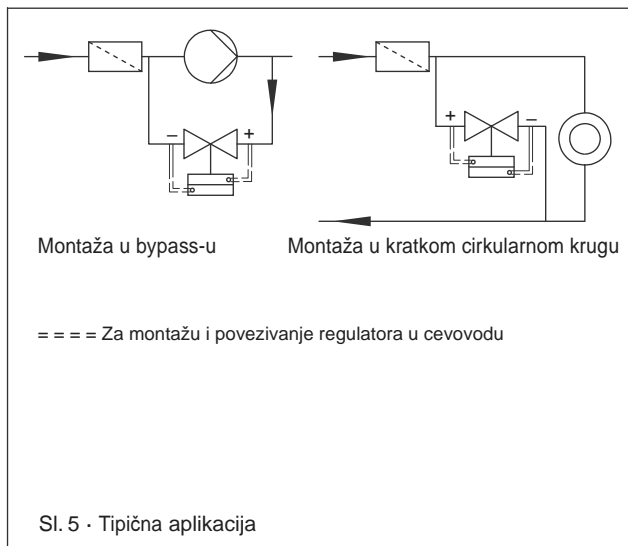 − +
+ −
Montaža u bypass-u
Montaža u kratkom cirkularnom krugu
= = = = Za montažu i povezivanje regulatora u cevovodu
Sl. 5 · Tipična aplikacija